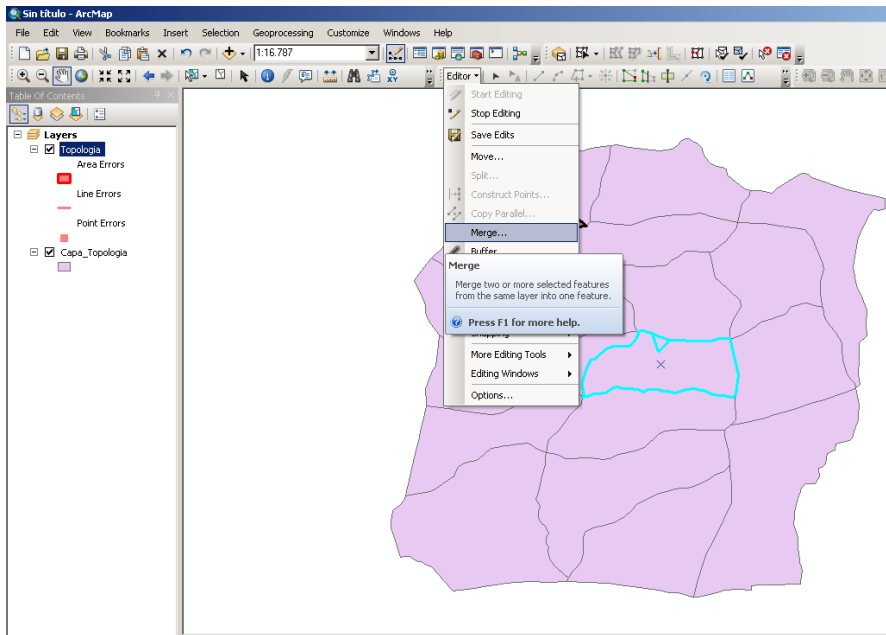 Sin título - ArcMap
File Edit View Bookmarks Insert Selection Geoprocessing Customize Windows Help
1:16.787
Editor
Table Of Contents
Start Editing
Stop Editing
Layers
Topologia
Save Edits
Area Errors
Move...
Split...
Line Errors
Construct Points...
Copy Parallel...
Point Errors
Merge...
Buffer
Capa_Topologia
Merge
Merge two or more selected features
from the same layer into one feature.
Press F1 for more help.
Snapping
More Editing Tools
Editing Windows
Options...